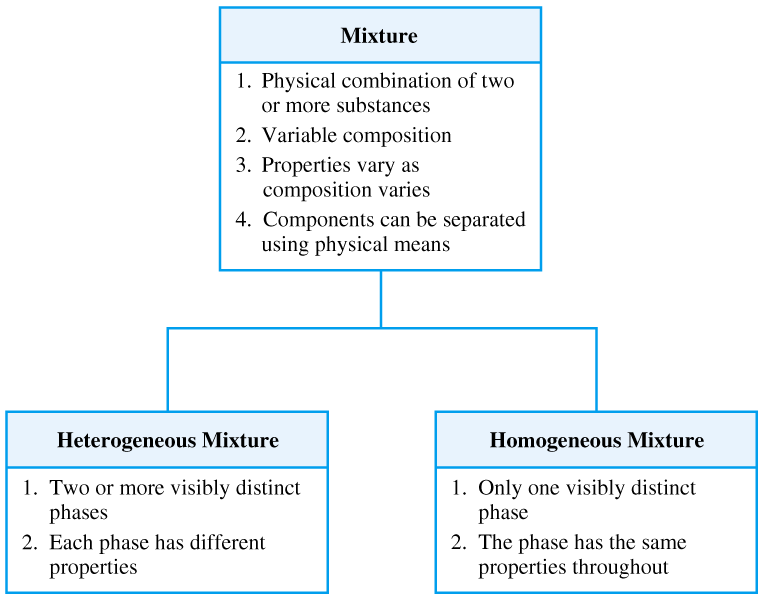 Mixture
1. Physical combination of two
or more substances
2. Variable composition
3. Properties vary as
composition varies
4. Components can be separated
using physical means
Heterogeneous Mixture
1. Two or more visibly distinct
phases
2. Each phase has different
properties
Homogeneous Mixture
1. Only one visibly distinct
phase
2. The phase has the same
properties throughout